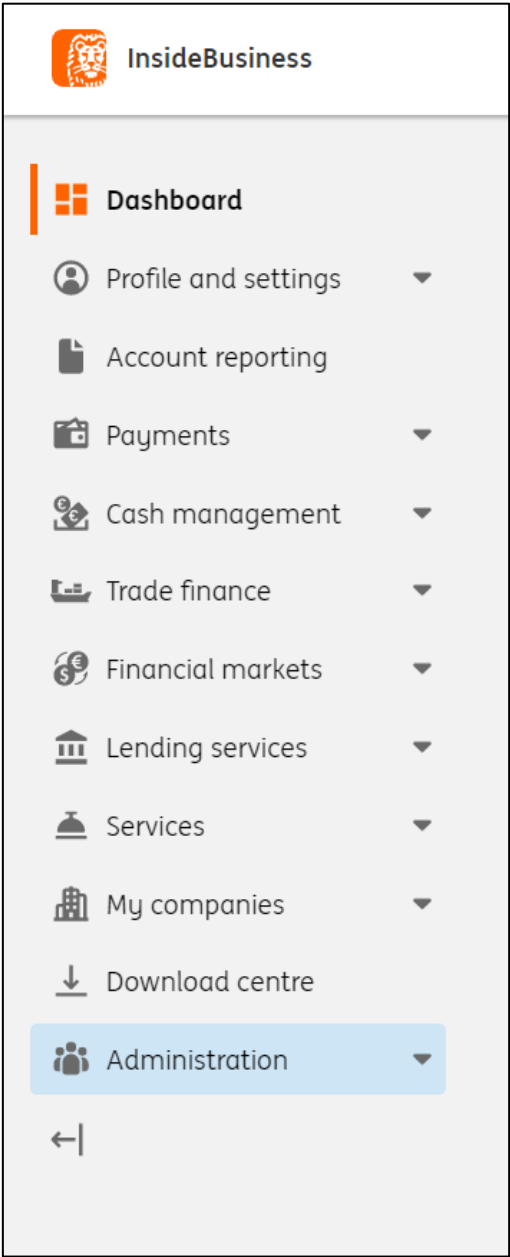 InsideBusiness
Dashboard
Profile and settings
Account reporting
Payments
Cash management
Trade finance
Financial markets
Lending services
Services
My companies
Download centre
Administration